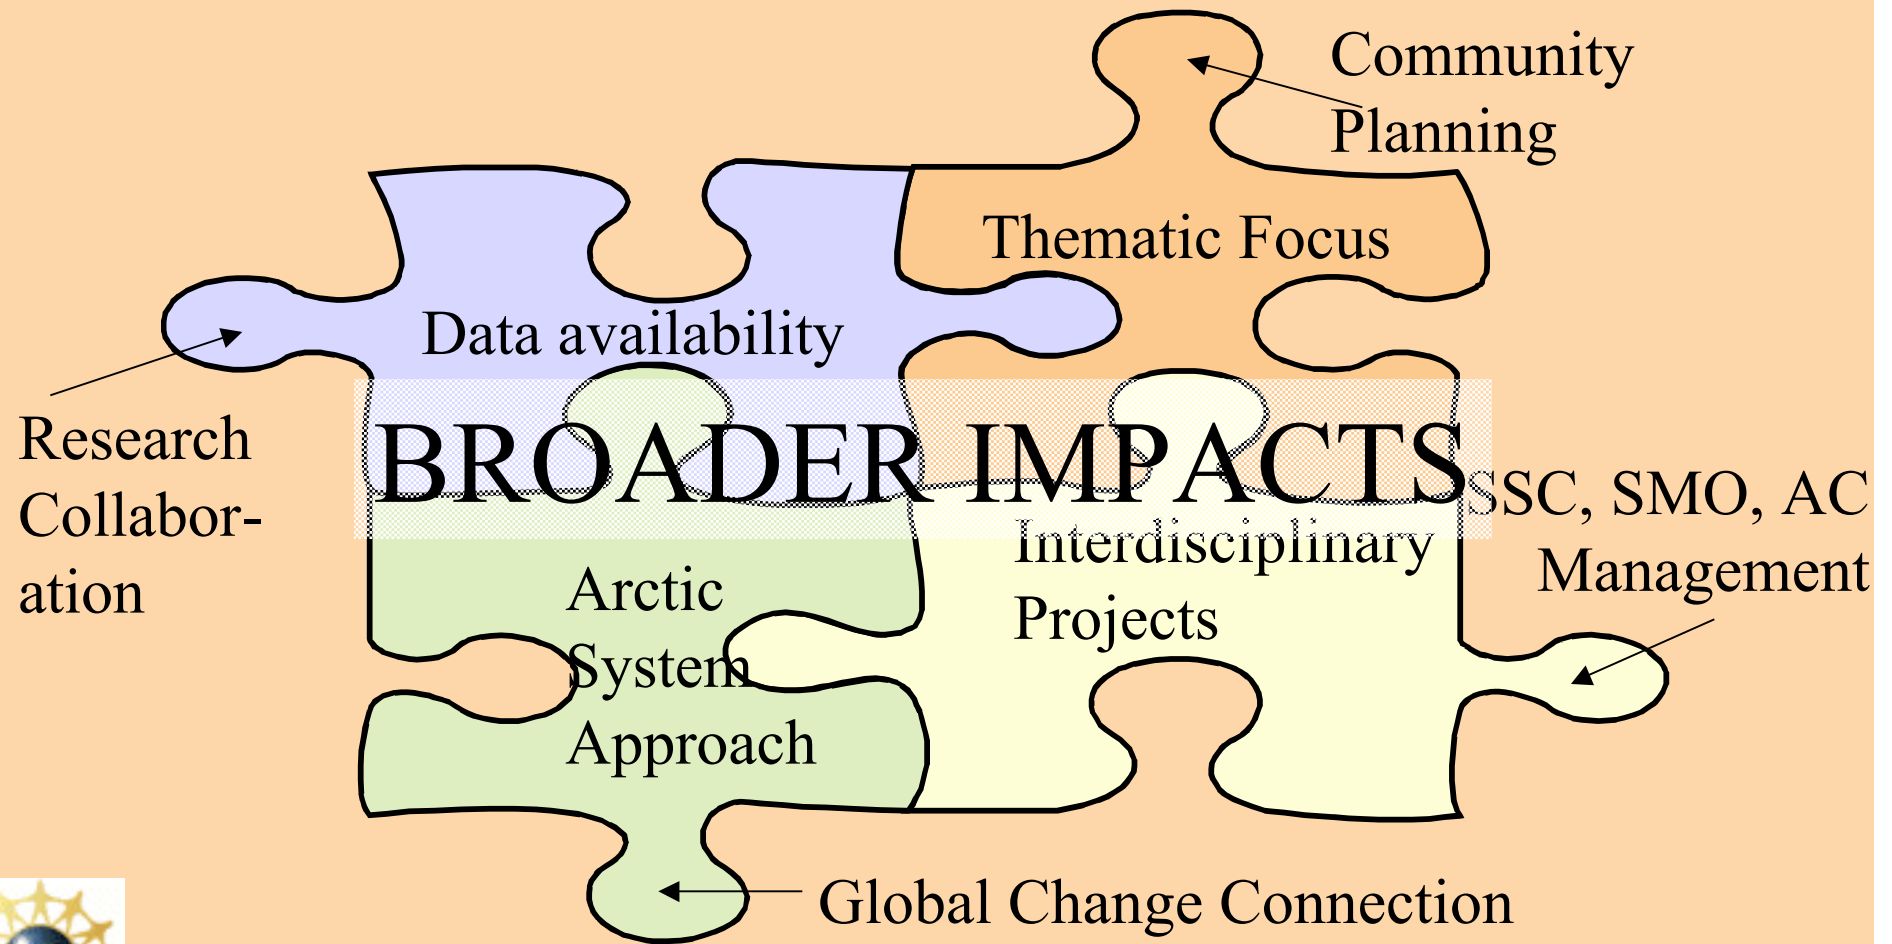 Community
Planning
Thematic Focus
Data availability
BROADER IMPACTS
Research
Collabor-
ation
SSC, SMO, AC
Management
Interdisciplinary
Projects
Arctic
System
Approach
Global Change Connection